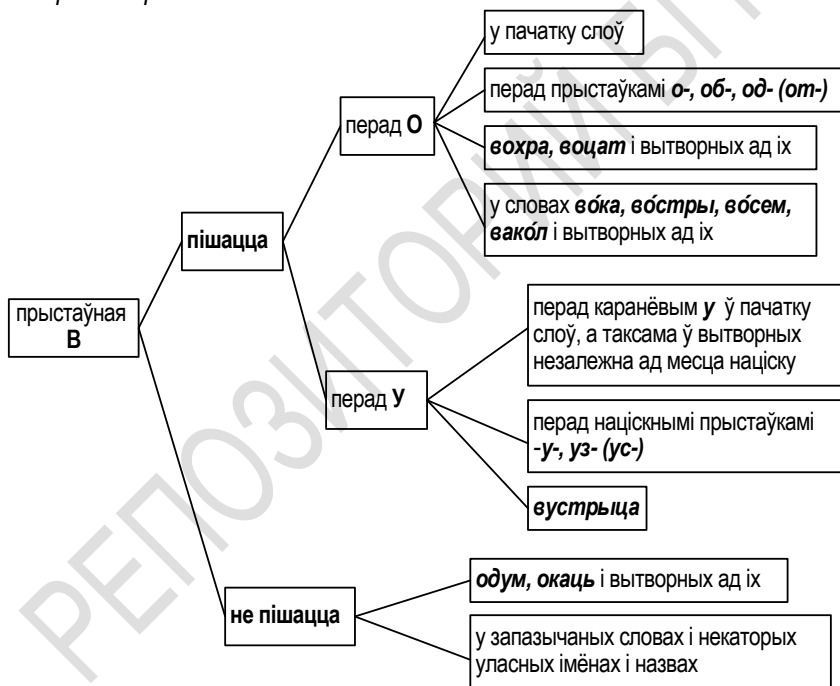 у пачатку слоў
перад прыстаўкамі о-, об-, од- (от-)
перад О
вохра, воцат і вытворных ад іх
у словах во́ка, во́стры, во́сем,
вако́л і вытворных ад іх
пішацца
прыстаўная
В
перад каранёвым у ў пачатку
слоў, а таксама ў вытворных
незалежна ад месца націску
перад У
перад націскнымі прыстаўкамі
-у-, уз- (ус-)
вустрыца
не пішацца
одум, окаць і вытворных ад іх
у запазычаных словах і некаторых
уласных імёнах і назвах
РЕПОЗИТОРИЙ